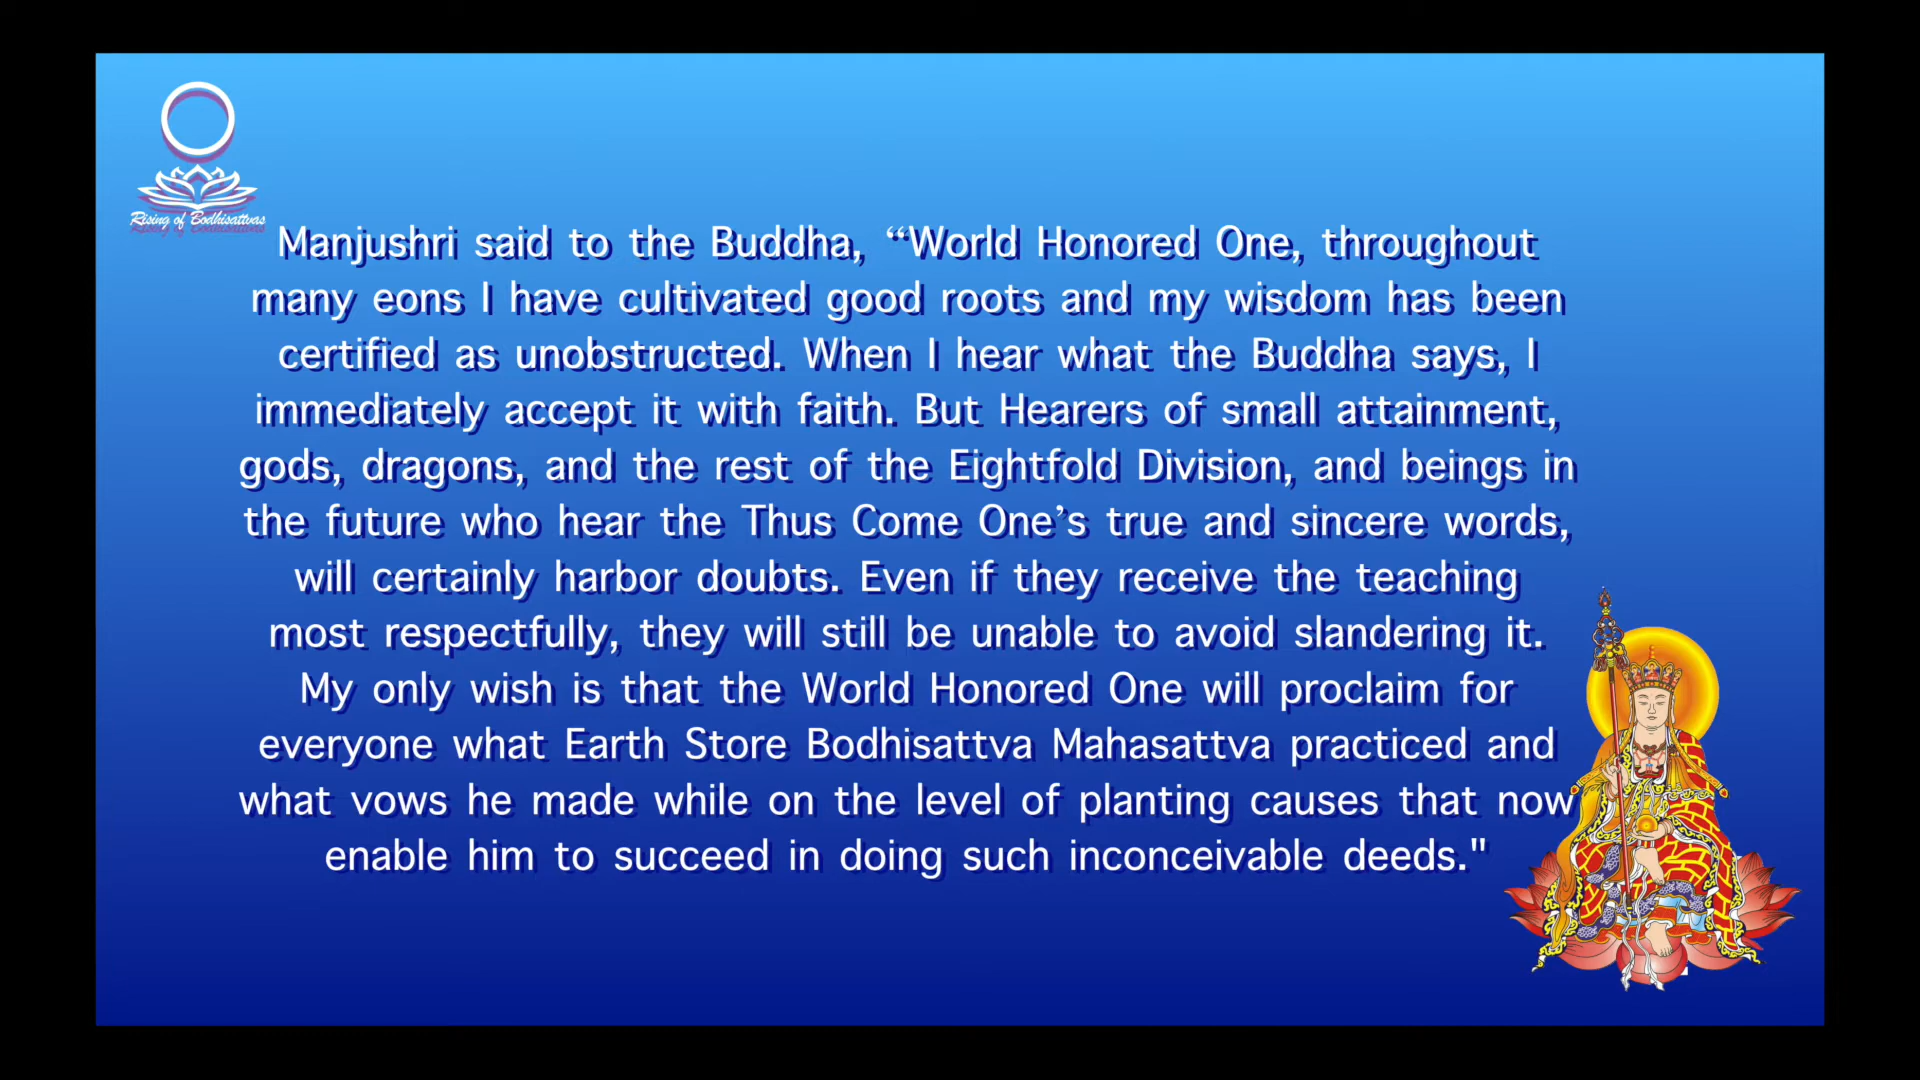 Rising of Bodhisattvas
Manjushri said to the Buddha, “World Honored One, throughout
many eons I have cultivated good roots and my wisdom has been
certified as unobstructed. When I hear what the Buddha says, I
immediately accept it with faith. But Hearers of small attainment,
gods, dragons, and the rest of the Eightfold Division, and beings in
the future who hear the Thus Come One’s true and sincere words,
will certainly harbor doubts. Even if they receive the teaching
most respectfully, they will still be unable to avoid slandering it.
My only wish is that the World Honored One will proclaim for
everyone what Earth Store Bodhisattva Mahasattva practiced and
what vows he made while on the level of planting causes that now
enable him to succeed in doing such inconceivable deeds."